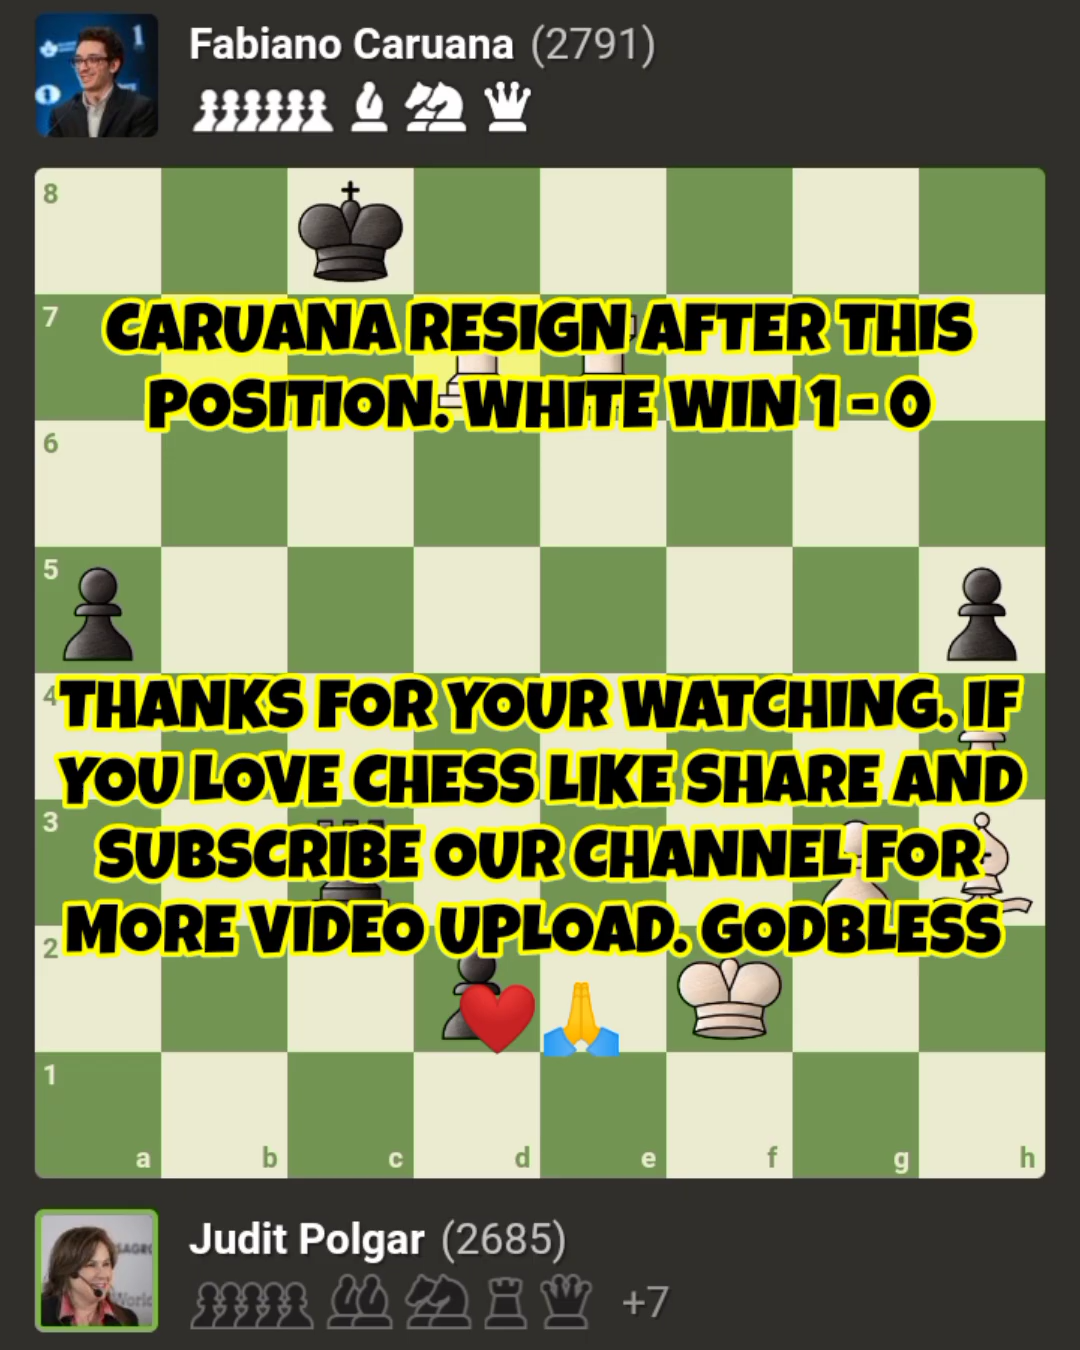 Fabiano Caruana (2791)
8
7
CARUANA RESIGN AFTER THIS
POSITION. WHITE WIN 1 - 0
6
5
4
THANKS FOR YOUR WATCHING. IF
YOU LOVE CHESS LIKE SHARE AND
3
SUBSCRIBE OUR CHANNEL FOR
MORE VIDEO UPLOAD. GODBLESS
2
1
a b c d e f g h
Judit Polgar (2685)
+7